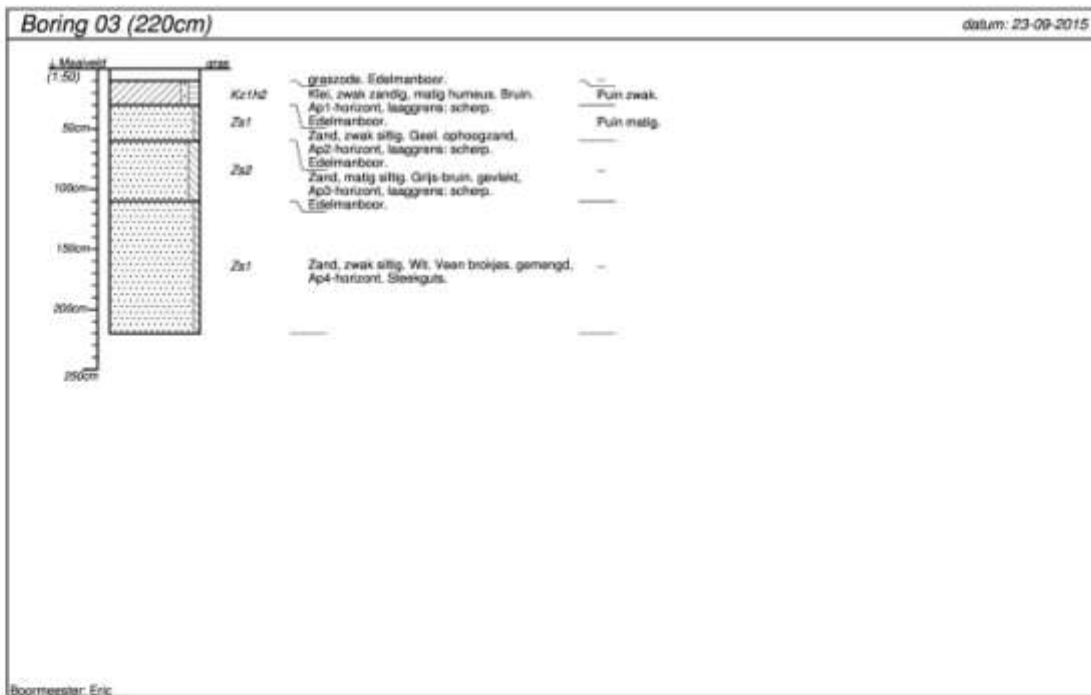 Boring 03 (220cm)
datum: 23-09-2015
Maaiveld
gras
(1:50)
graszode. Edelmanboor.
--
Kz1h2
Klei, zwak zandig, matig humeus. Bruin.
Puin zwak.
Ap1-horizont, laaggrens: scherp.
Zs1
Edelmanboor.
Puin matig.
50cm
Zand, zwak siltig. Geel. ophoogzand,
Ap2-horizont, laaggrens: scherp.
Edelmanboor.
Zs2
Zand, matig siltig. Grijs-bruin. gevlekt,
--
100cm
Ap3-horizont, laaggrens: scherp.
Edelmanboor.
150cm
Zs1
Zand, zwak siltig. Wit. Veen brokjes. gemengd,
--
Ap4-horizont. Steekguts.
200cm
250cm
Boormeester: Eric